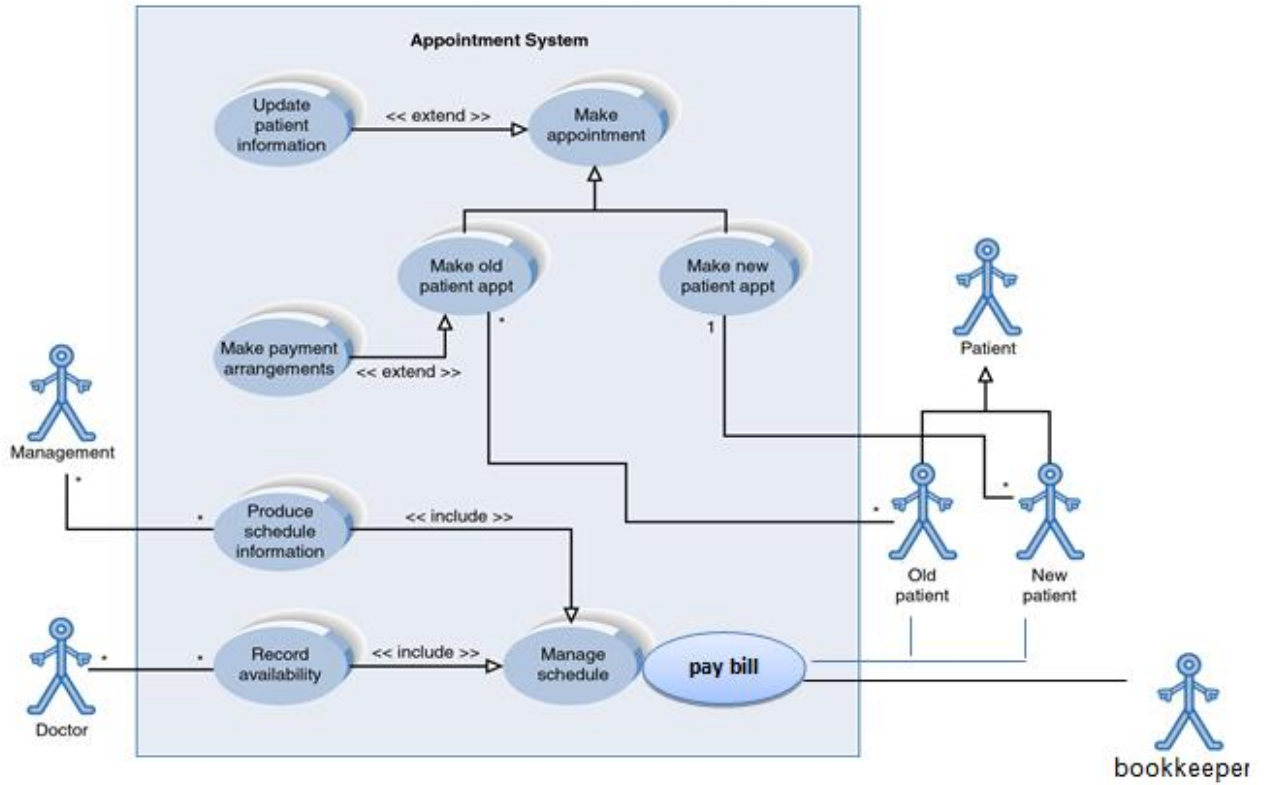 Appointment System
Update
patient
information
<< extend >>
Make
appointment
Make old
patient appt
Make new
patient appt
*
1
Make payment
arrangements
<< extend >>
Patient
Management
*
*
Produce
schedule
information
<< include >>
*
*
Old
patient
New
patient
Doctor
*
*
Record
availability
<< include >>
Manage
schedule
pay bill
bookkeeper